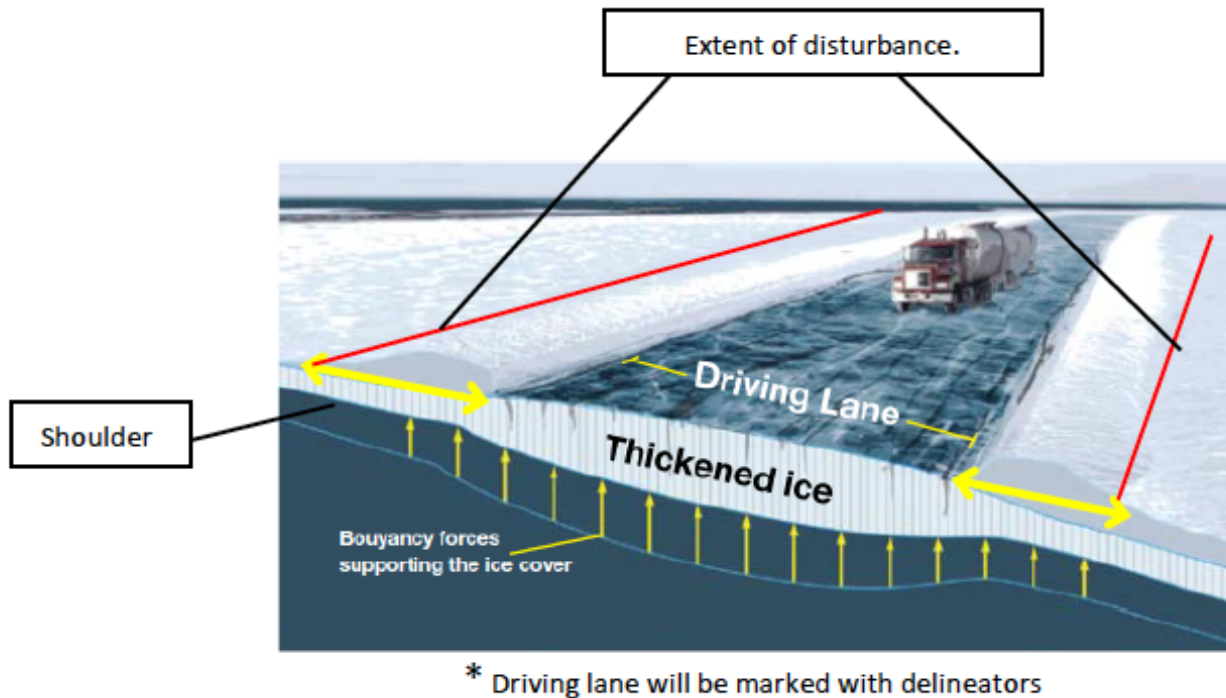 Extent of disturbance.
Driving Lane
Shoulder
Thickened ice
Bouyancy forces
supporting the ice cover
* Driving lane will be marked with delineators